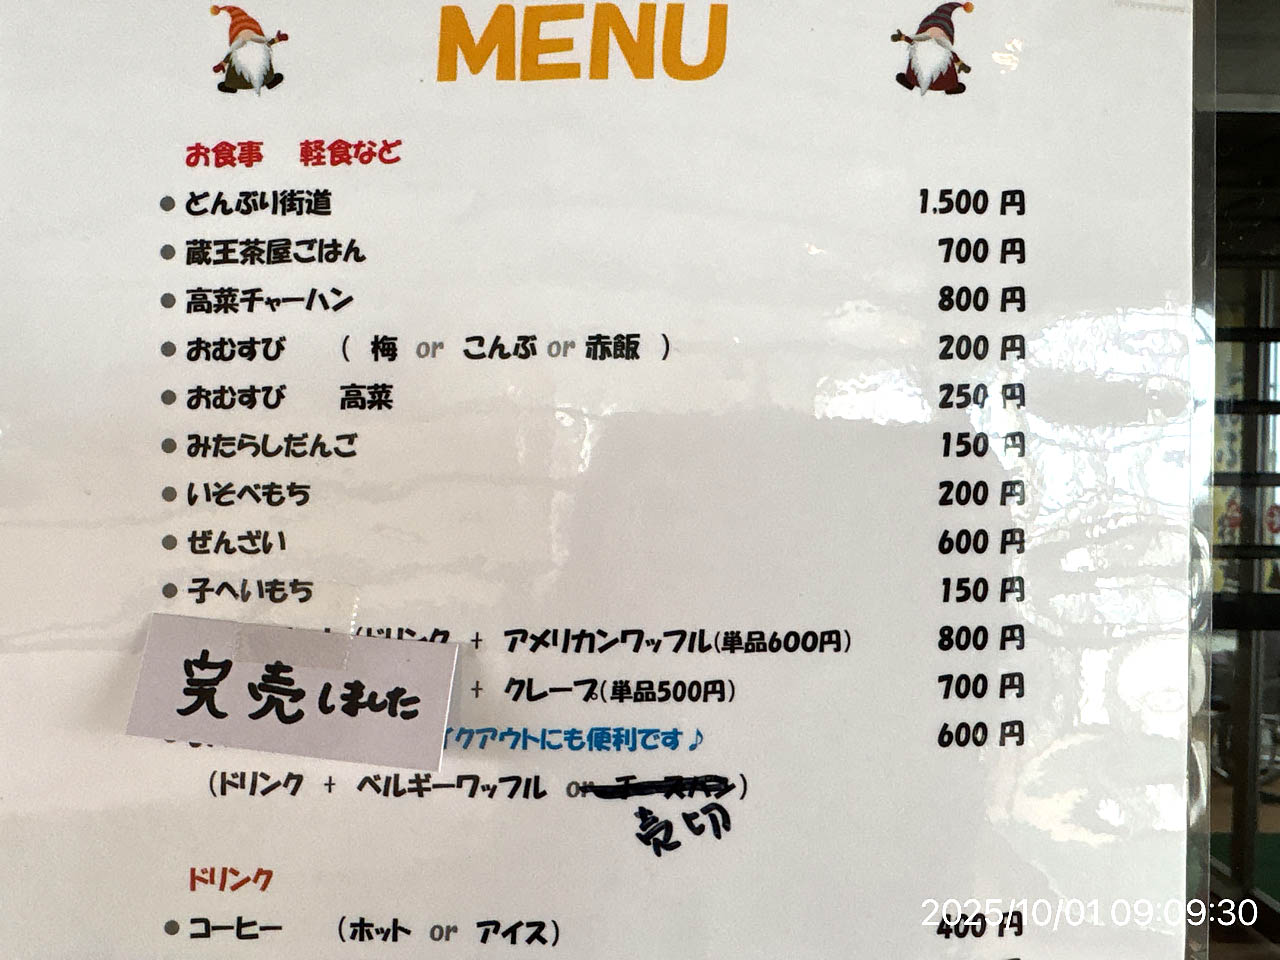 MENU
お食事 軽食など
● どんぶり街道 1,500 円
● 蔵王茶屋ごはん 700 円
● 高菜チャーハン 800 円
● おむすび ( 梅 or こんぶ or 赤飯 ) 200 円
● おむすび 高菜 250 円
● みたらしだんご 150 円
● いそべもち 200 円
● ぜんざい 600 円
● 子へいもち 150 円
(ドリンク + アメリカンワッフル(単品600円) 800 円
完売しました
+ クレープ(単品500円) 700 円
イクアウトにも便利です♪ 600 円
(ドリンク + ベルギーワッフル or )
売切
ドリンク
● コーヒー (ホット or アイス) 400 円
2025/10/01 09:09:30